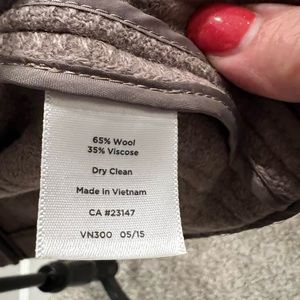 65% Wool
35% Viscose
Dry Clean
Made in Vietnam
CA #23147
VN300 05/15